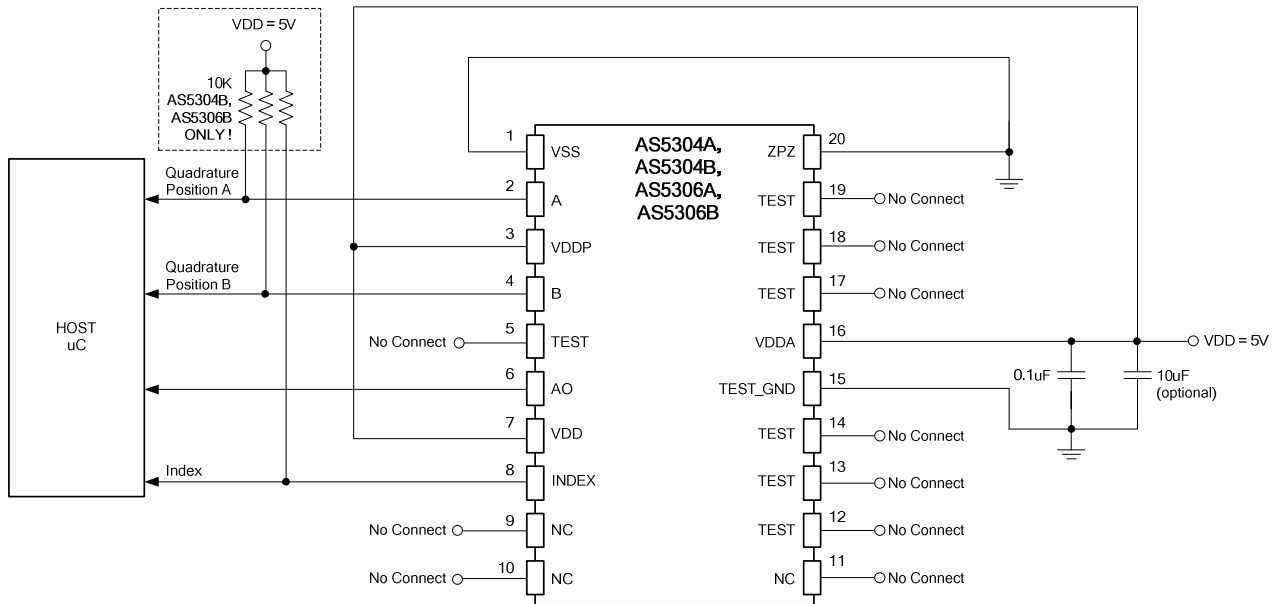 VDD = 5V
10K
AS5304B,
AS5306B
ONLY!
HOST
uC
Quadrature
Position A
Quadrature
Position B
Index
No Connect
No Connect
No Connect
AS5304A,
AS5304B,
AS5306A,
AS5306B
1 VSS
2 A
3 VDDP
4 B
5 TEST
6 AO
7 VDD
8 INDEX
9 NC
10 NC
ZPZ 20
TEST 19 No Connect
TEST 18 No Connect
TEST 17 No Connect
VDDA 16
TEST_GND 15
TEST 14 No Connect
TEST 13 No Connect
TEST 12 No Connect
NC 11 No Connect
VDD = 5V
0.1uF
10uF
(optional)